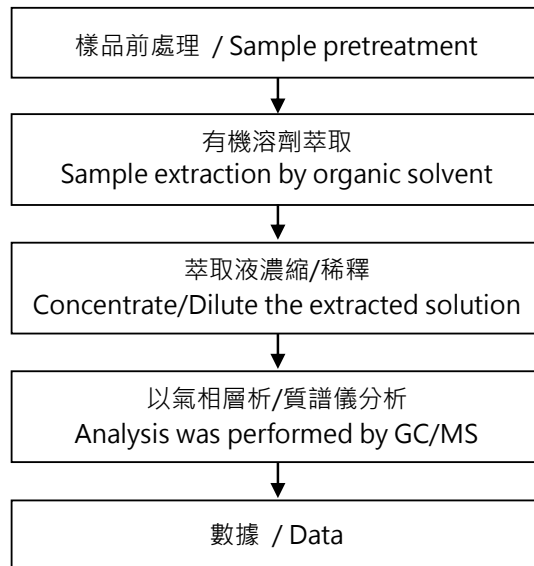 樣品前處理 / Sample pretreatment
有機溶劑萃取
Sample extraction by organic solvent
萃取液濃縮/稀釋
Concentrate/Dilute the extracted solution
以氣相層析/質譜儀分析
Analysis was performed by GC/MS
數據 / Data